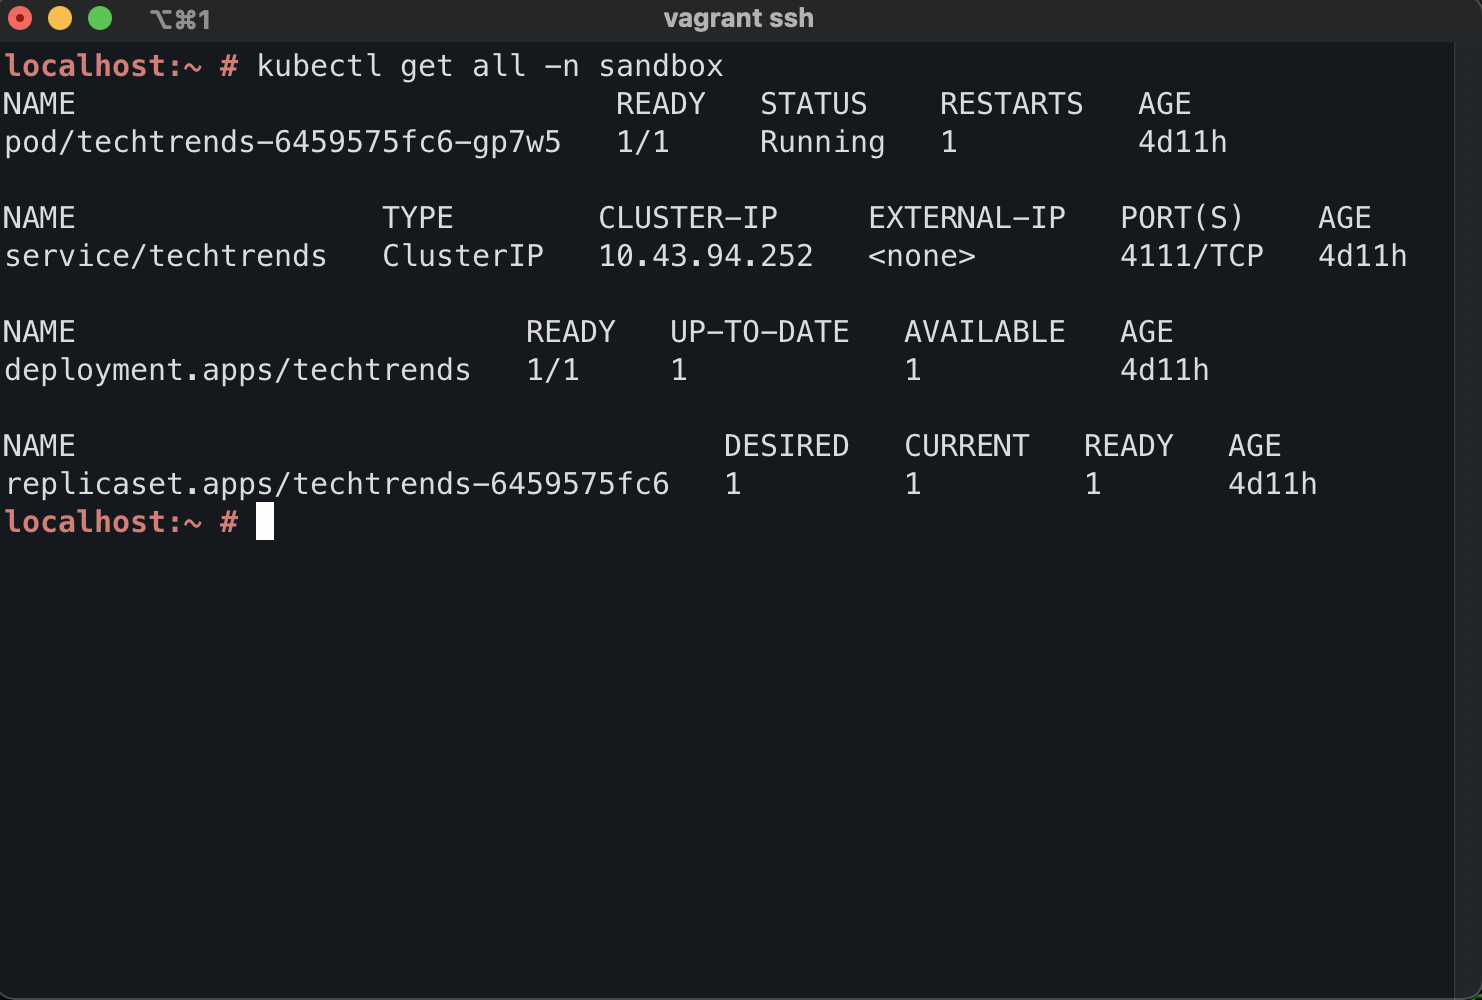 ⌥⌘1 vagrant ssh
localhost:~ # kubectl get all -n sandbox
NAME                                  READY   STATUS    RESTARTS   AGE
pod/techtrends-6459575fc6-gp7w5   1/1     Running   1          4d11h

NAME                 TYPE        CLUSTER-IP     EXTERNAL-IP   PORT(S)    AGE
service/techtrends   ClusterIP   10.43.94.252   <none>        4111/TCP   4d11h

NAME                         READY   UP-TO-DATE   AVAILABLE   AGE
deployment.apps/techtrends   1/1     1            1           4d11h

NAME                                    DESIRED   CURRENT   READY   AGE
replicaset.apps/techtrends-6459575fc6   1         1         1       4d11h
localhost:~ #